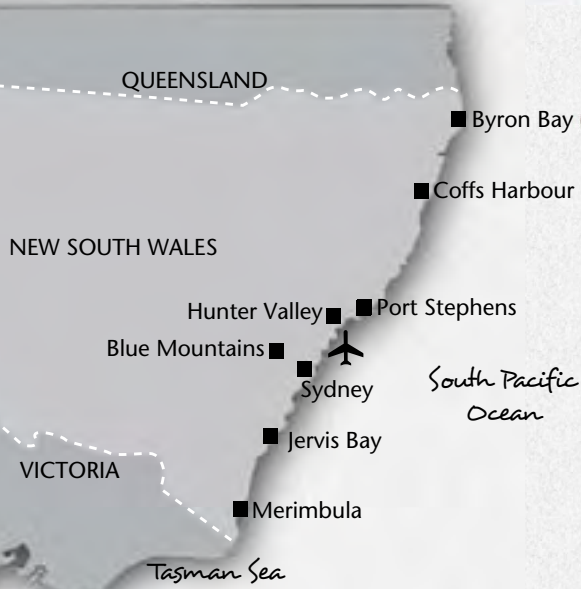 QUEENSLAND
Byron Bay
Coffs Harbour
NEW SOUTH WALES
Hunter Valley
Port Stephens
Blue Mountains
Sydney
South Pacific
Ocean
Jervis Bay
VICTORIA
Merimbula
Tasman Sea